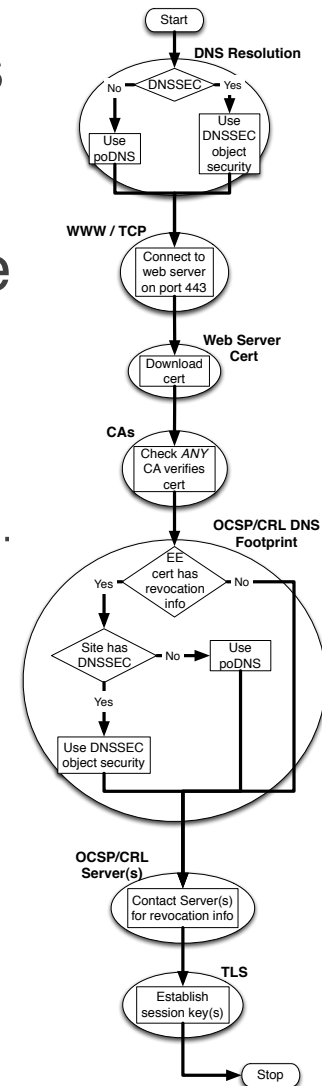 s
e
.
Start
DNS Resolution
DNSSEC
No
Yes
Use
poDNS
Use
DNSSEC
object
security
WWW / TCP
Connect to
web server
on port 443
Web Server
Cert
Download
cert
CAs
Check ANY
CA verifies
cert
OCSP/CRL DNS
Footprint
EE
cert has
revocation
info
Yes
No
Site has
DNSSEC
No
Use
poDNS
Yes
Use DNSSEC
object security
OCSP/CRL
Server(s)
Contact Server(s)
for revocation info
TLS
Establish
session key(s)
Stop